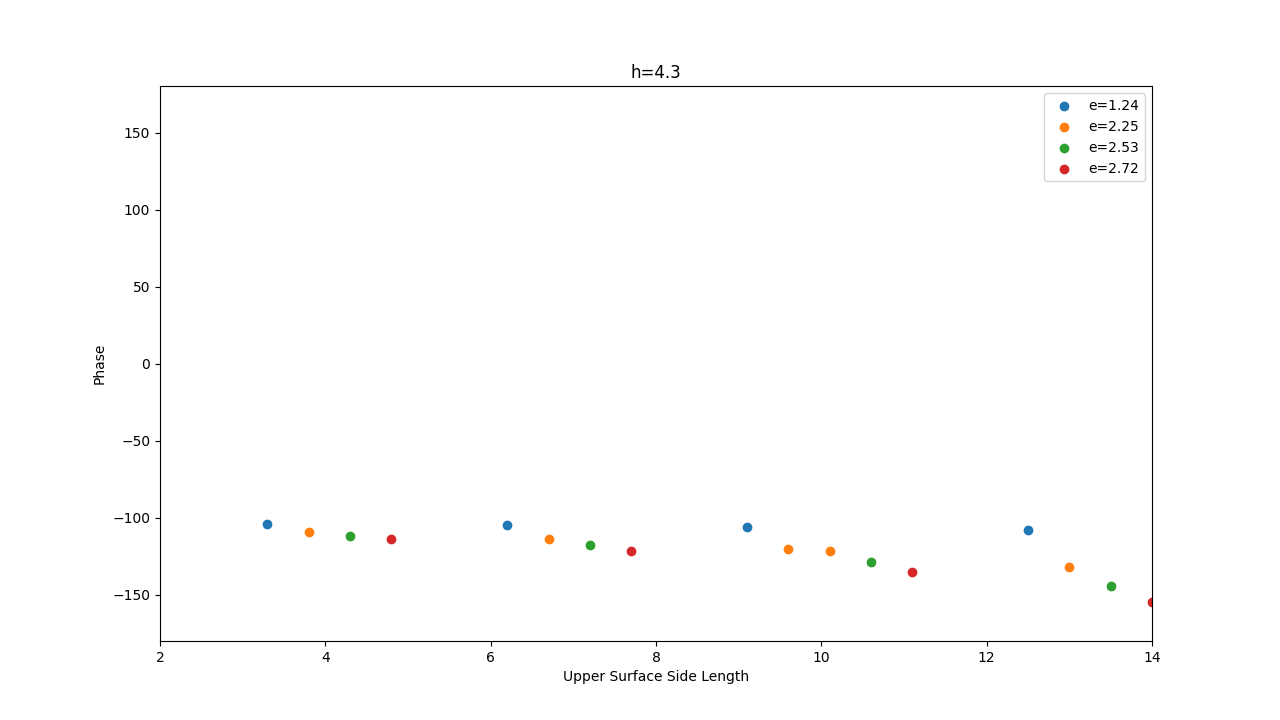 h=4.3
e=1.24
e=2.25
e=2.53
e=2.72
150
100
50
0
−50
−100
−150
Phase
2 4 6 8 10 12 14
Upper Surface Side Length